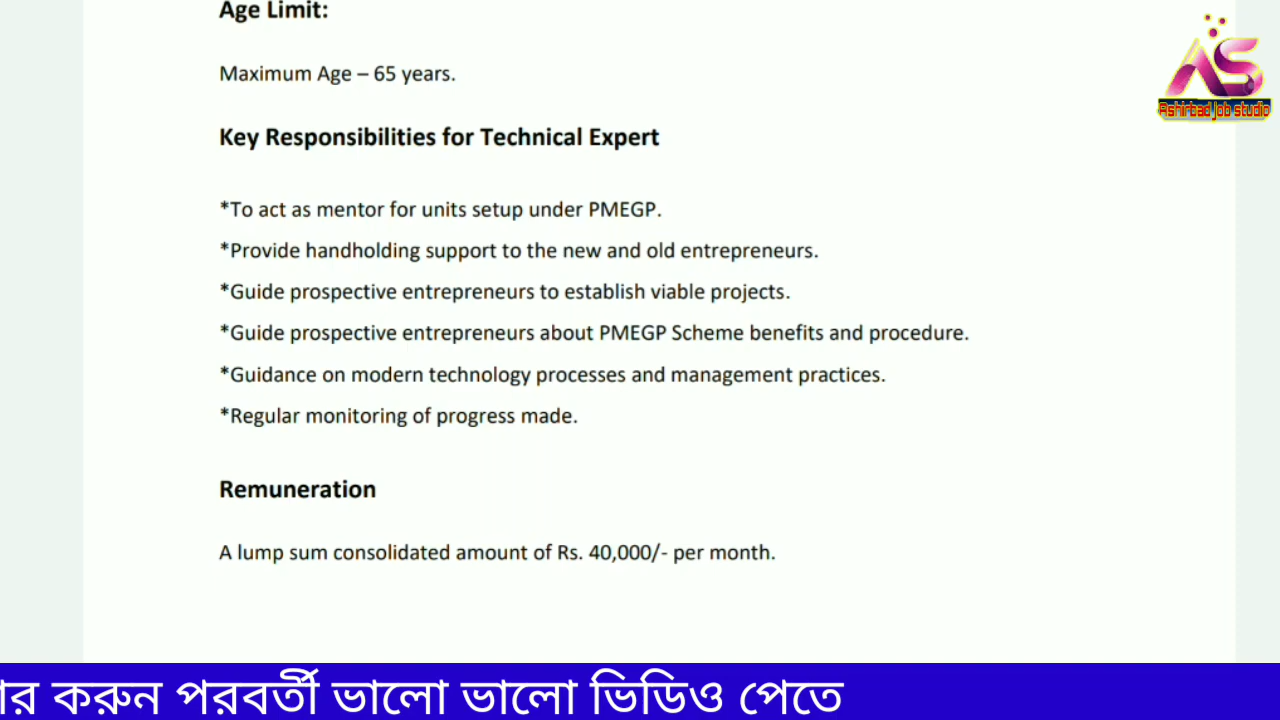 Age Limit:
Maximum Age – 65 years.
Key Responsibilities for Technical Expert
*To act as mentor for units setup under PMEGP.
*Provide handholding support to the new and old entrepreneurs.
*Guide prospective entrepreneurs to establish viable projects.
*Guide prospective entrepreneurs about PMEGP Scheme benefits and procedure.
*Guidance on modern technology processes and management practices.
*Regular monitoring of progress made.
Remuneration
A lump sum consolidated amount of Rs. 40,000/- per month.
AS
Ashirbad job studio
করুন পরবর্তী ভালো ভালো ভিডিও পেতে